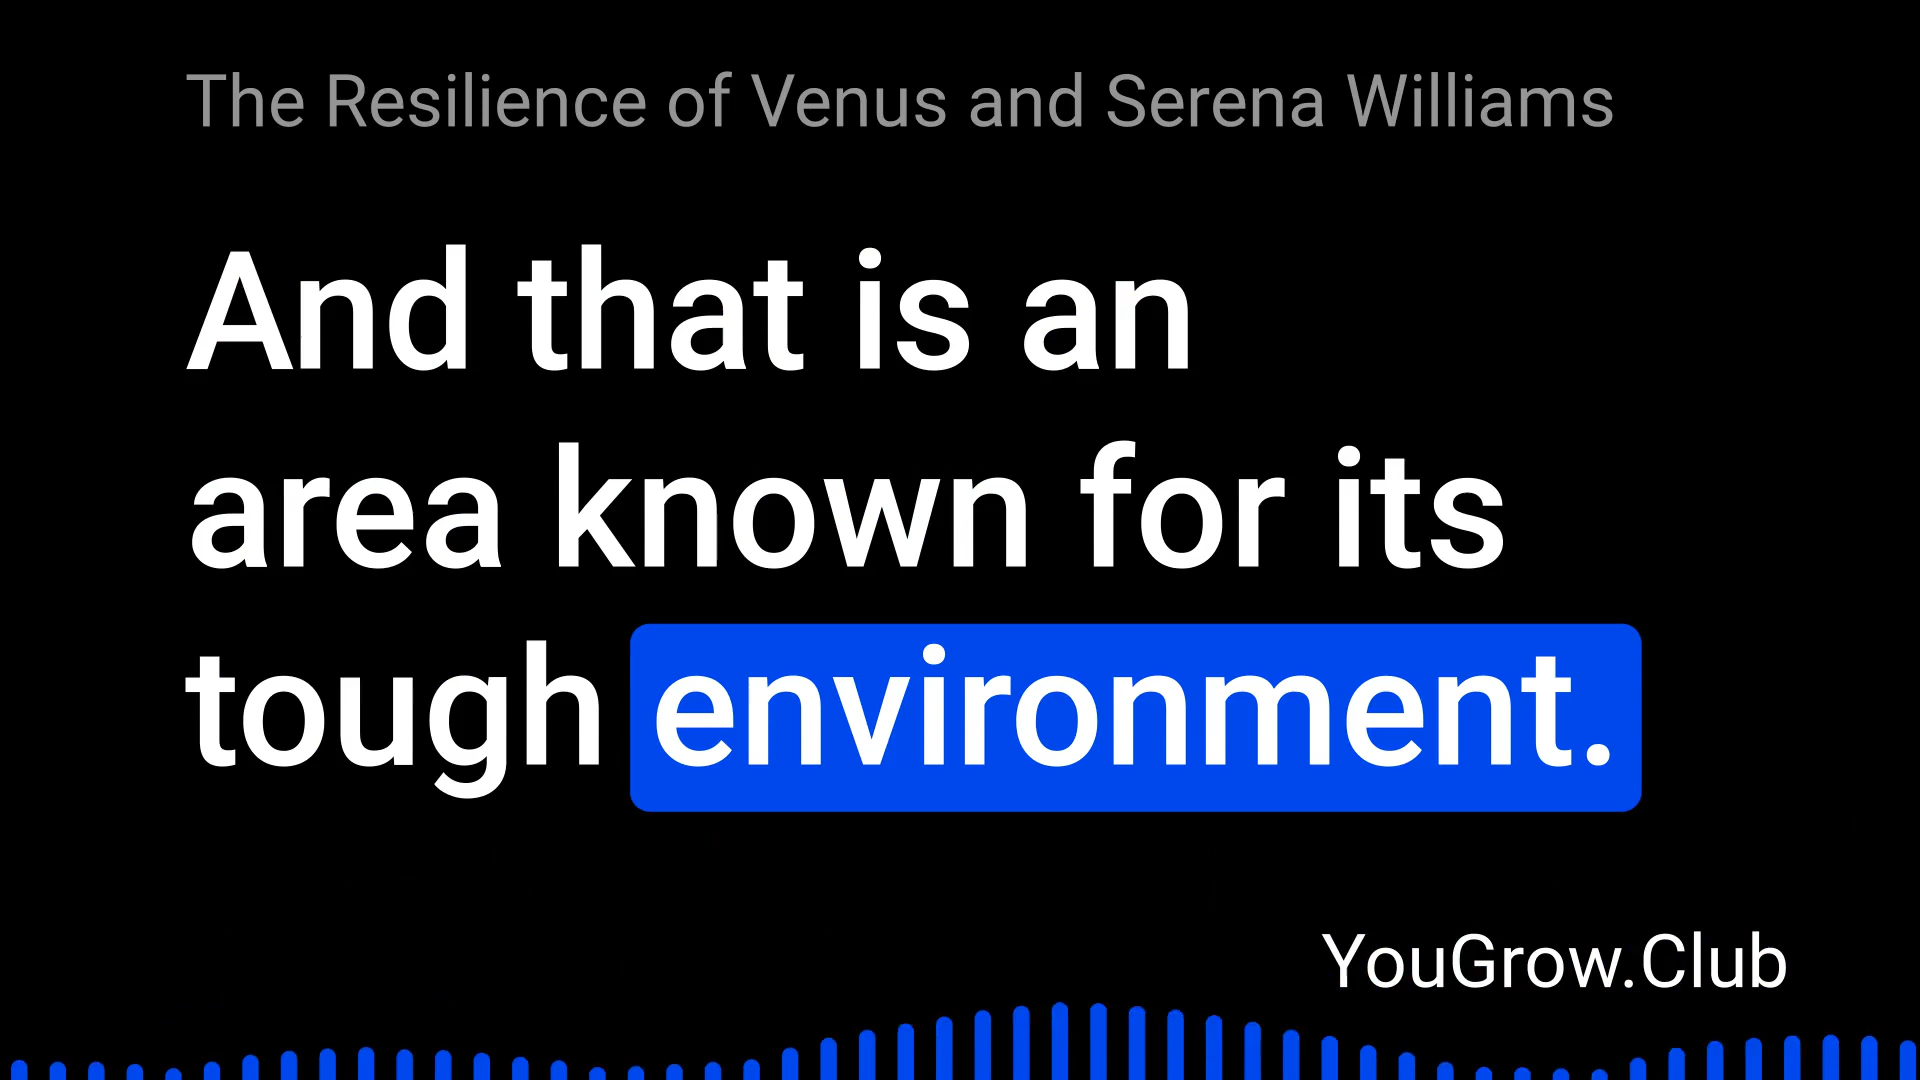 The Resilience of Venus and Serena Williams
And that is an
area known for its
tough environment.
YouGrow.Club